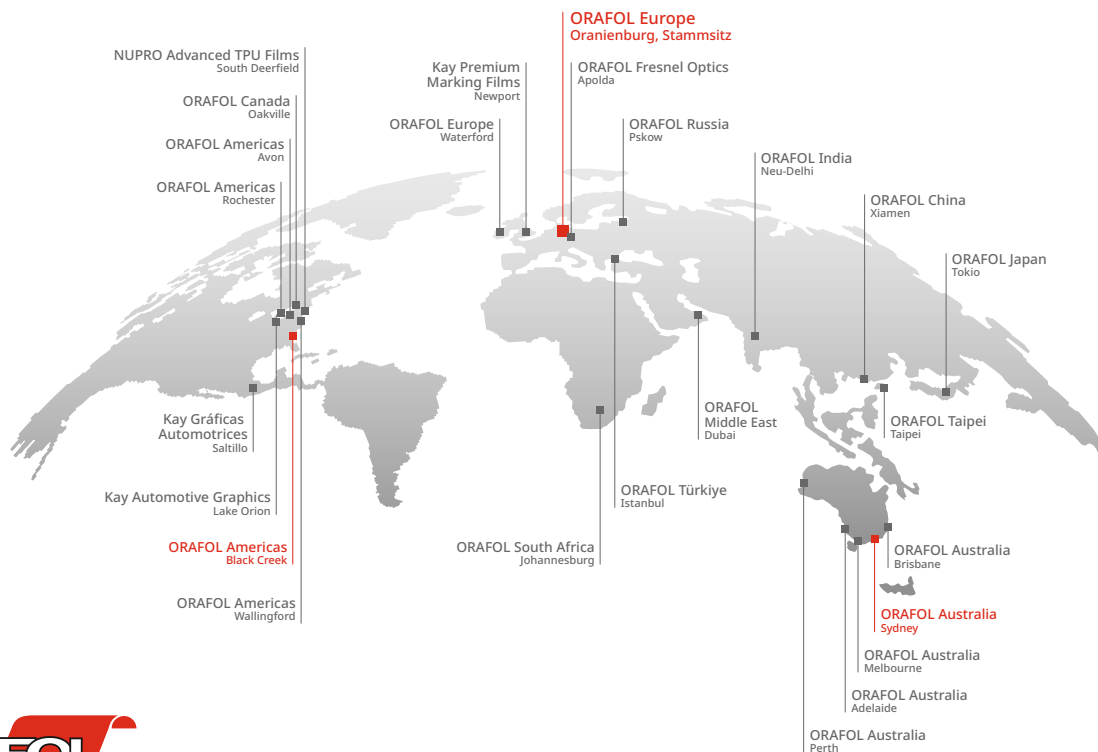 ORAFOL Europe
Oranienburg, Stammsitz
NUPRO Advanced TPU Films
South Deerfield
Kay Premium
Marking Films
Newport
ORAFOL Fresnel Optics
Apolda
ORAFOL Canada
Oakville
ORAFOL Europe
Waterford
ORAFOL Russia
Pskow
ORAFOL Americas
Avon
ORAFOL India
Neu-Delhi
ORAFOL Americas
Rochester
ORAFOL China
Xiamen
ORAFOL Japan
Tokio
Kay Gráficas
Automotrices
Saltillo
ORAFOL
Middle East
Dubai
ORAFOL Taipei
Taipei
Kay Automotive Graphics
Lake Orion
ORAFOL Türkiye
Istanbul
ORAFOL Americas
Black Creek
ORAFOL South Africa
Johannesburg
ORAFOL Australia
Brisbane
ORAFOL Americas
Wallingford
ORAFOL Australia
Sydney
ORAFOL Australia
Melbourne
ORAFOL Australia
Adelaide
ORAFOL Australia
Perth